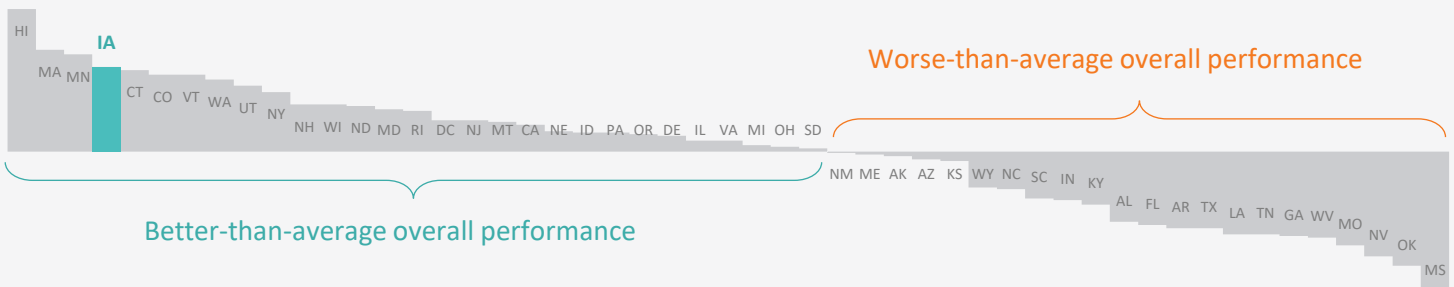 HI
IA
MA MN
CT CO VT WA UT NY
NH WI ND MD RI DC NJ MT CA NE ID PA OR DE IL VA MI OH SD
Worse-than-average overall performance
NM ME AK AZ KS WY NC SC IN KY
AL FL AR TX LA TN GA WV MO NV OK MS
Better-than-average overall performance